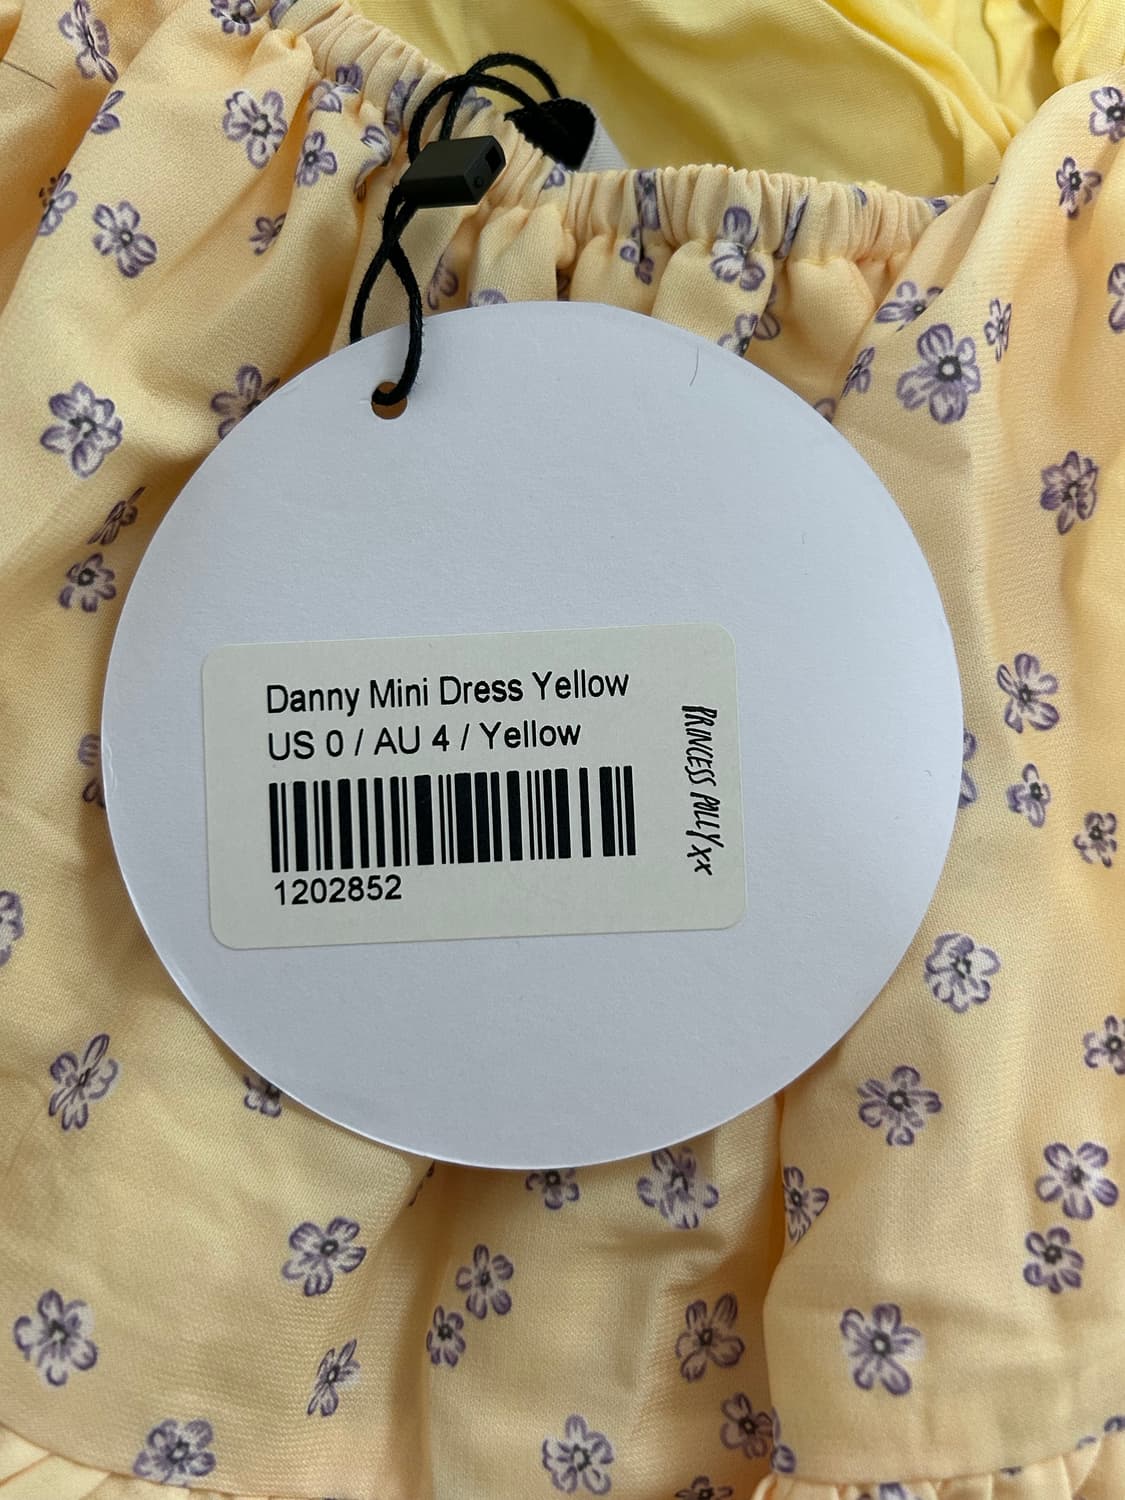 Danny Mini Dress Yellow
US 0 / AU 4 / Yellow
1202852
PRINCESS POLLY xx